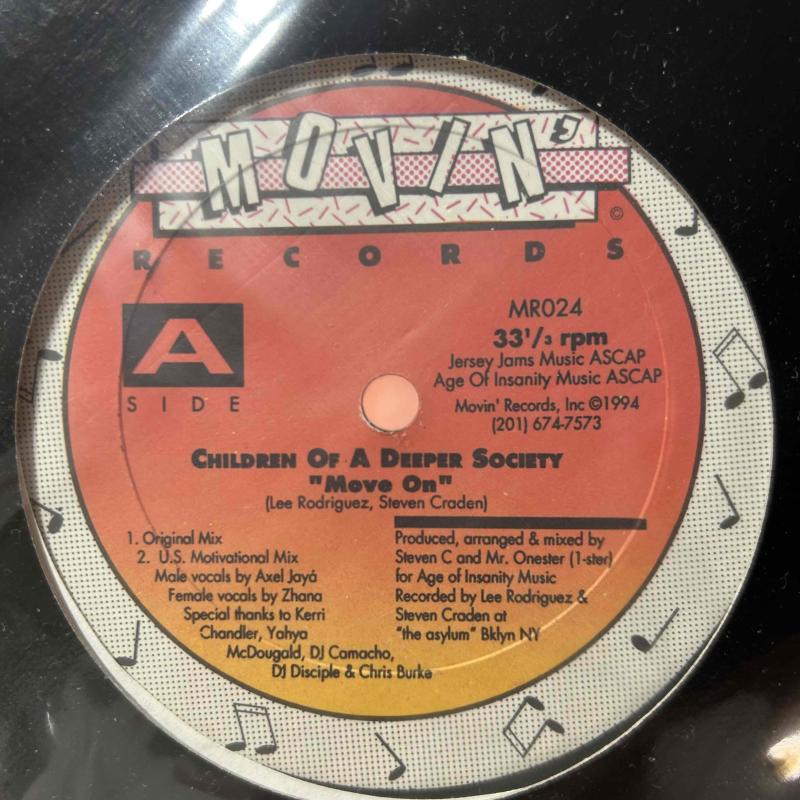 MOVIN'
©
RECORDS
A
SIDE
MR024
33 1/3 rpm
Jersey Jams Music ASCAP
Age Of Insanity Music ASCAP
Movin' Records, Inc ©1994
(201) 674-7573
CHILDREN OF A DEEPER SOCIETY
"Move On"
(Lee Rodriguez, Steven Craden)
1. Original Mix
2. U.S. Motivational Mix
Male vocals by Axel Jayá
Female vocals by Zhana
Special thanks to Kerri
Chandler, Yahya
McDougald, DJ Camacho,
DJ Disciple & Chris Burke
Produced, arranged & mixed by
Steven C and Mr. Onester (1-ster)
for Age of Insanity Music
Recorded by Lee Rodriguez &
Steven Craden at
"the asylum" Bklyn NY